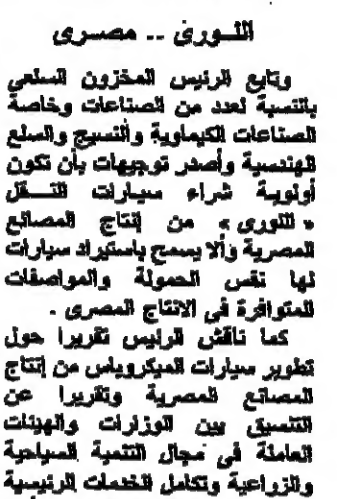 اللورى .. مصرى
وتابع الرئيس المخزون السلعى
بالنسبة لعدد من الصناعات وخاصة
الصناعات الكيماوية والنسيج والسلع
الهندسية وأصدر توجيهات بأن تكون
أولوية شراء سيارات النقل
« اللورى » من إنتاج المصانع
المصرية وألا يسمح باستيراد سيارات
لها نفس الحمولة والمواصفات
المتوافرة في الانتاج المصرى .
كما ناقش الرئيس تقريرا حول
تطوير سيارات الميكروباس من إنتاج
المصانع المصرية وتقريرا عن
التنسيق بين الوزارات والهيئات
العاملة فى مجال التنمية السياحية
والزراعية وتكامل الخدمات الرئيسية